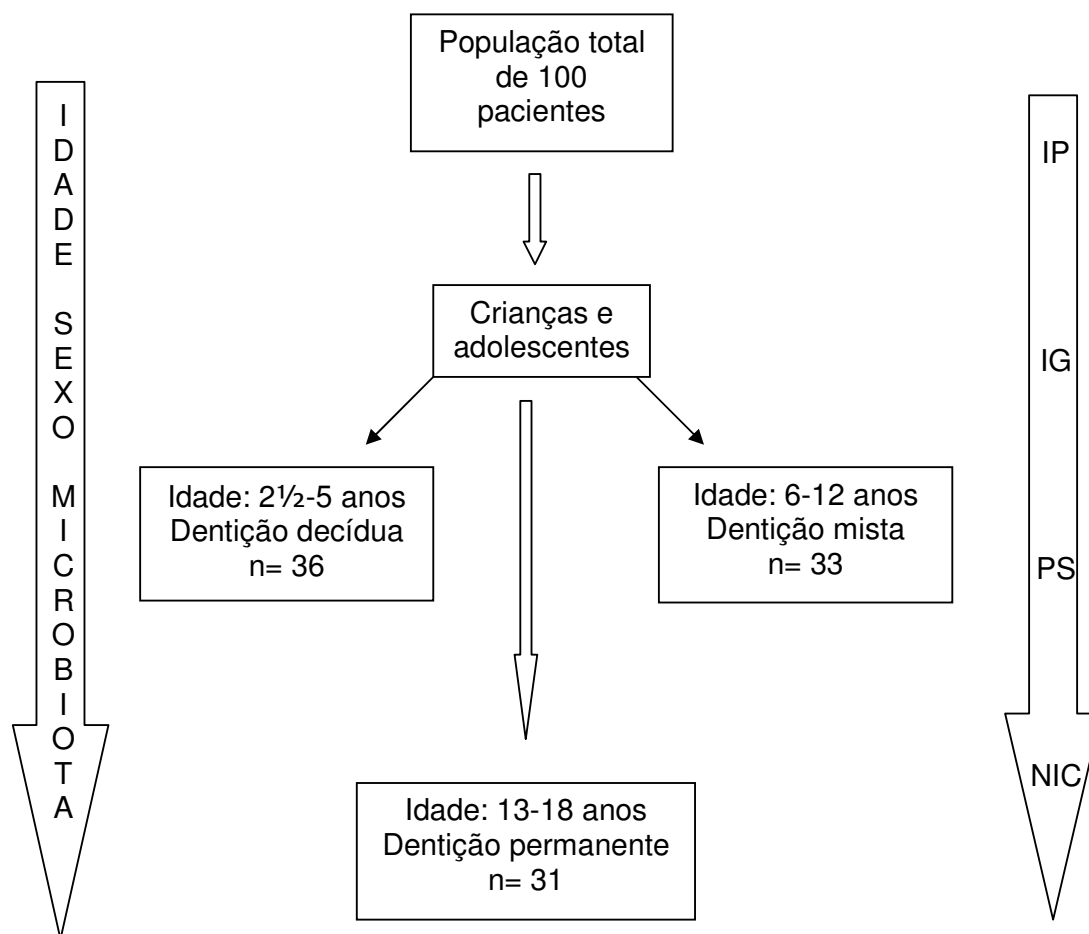 População total
de 100
pacientes
IDADE SEXO MICROBIOTA
IP
IG
PS
NIC
Crianças e
adolescentes
Idade: 2½-5 anos
Dentição decídua
n= 36
Idade: 6-12 anos
Dentição mista
n= 33
Idade: 13-18 anos
Dentição permanente
n= 31